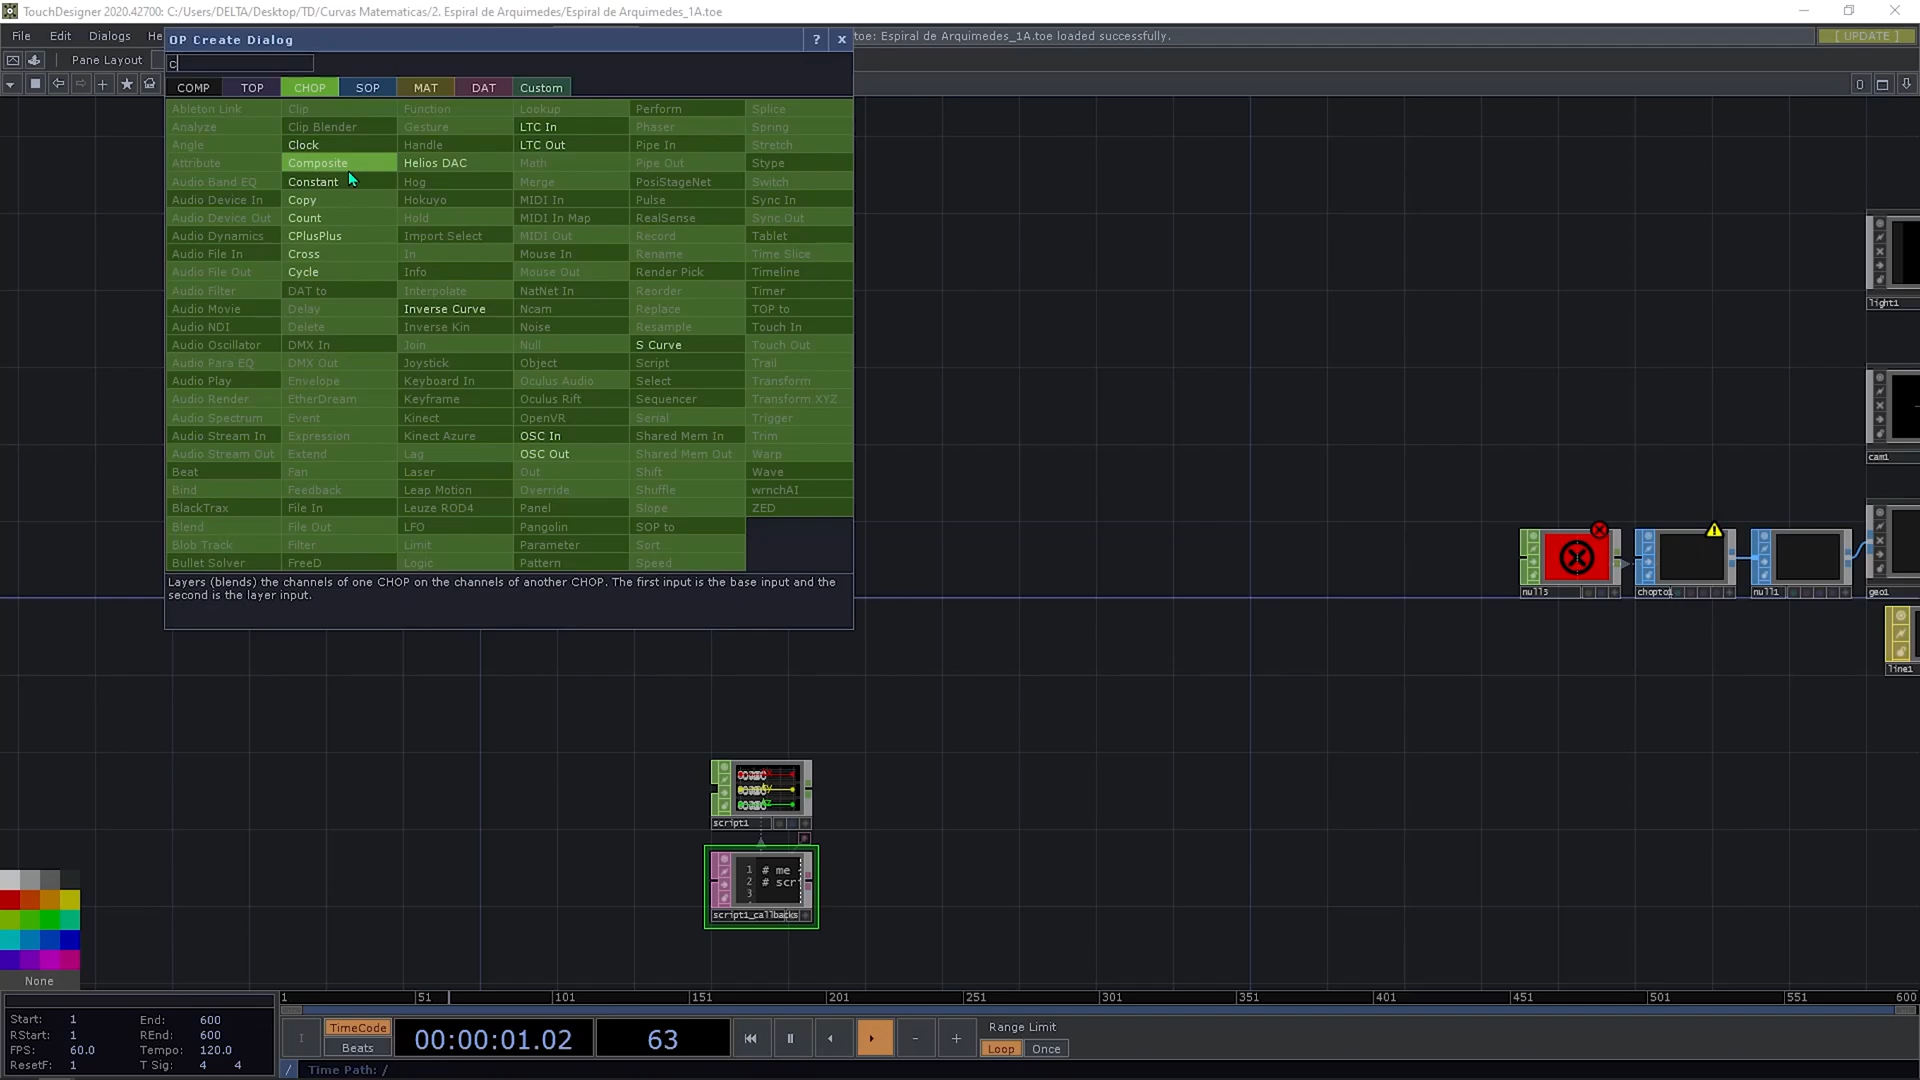 TouchDesigner 2020.42700: C:/Users/DELTA/Desktop/TD/Curvas Matematicas/2. Espiral de Arquimedes/Espiral de Arquimedes_1A.toe
File Edit Dialogs He
toe: Espiral de Arquimedes_1A.toe loaded successfully.
[ UPDATE ]
OP Create Dialog
? x
Pane Layout
c
0
COMP TOP CHOP SOP MAT DAT Custom
Ableton Link Clip Function Lookup Perform Splice
Analyze Clip Blender Gesture LTC In Phaser Spring
Angle Clock Handle LTC Out Pipe In Stretch
Attribute Composite Helios DAC Math Pipe Out Stype
Audio Band EQ Constant Hog Merge PosiStageNet Switch
Audio Device In Copy Hokuyo MIDI In Pulse Sync In
Audio Device Out Count Hold MIDI In Map RealSense Sync Out
Audio Dynamics CPlusPlus Import Select MIDI Out Record Tablet
Audio File In Cross In Mouse In Rename Time Slice
Audio File Out Cycle Info Mouse Out Render Pick Timeline
Audio Filter DAT to Interpolate NatNet In Reorder Timer
Audio Movie Delay Inverse Curve Ncam Replace TOP to
Audio NDI Delete Inverse Kin Noise Resample Touch In
Audio Oscillator DMX In Join Null S Curve Touch Out
Audio Para EQ DMX Out Joystick Object Script Trail
Audio Play Envelope Keyboard In Oculus Audio Select Transform
Audio Render EtherDream Keyframe Oculus Rift Sequencer Transform XYZ
Audio Spectrum Event Kinect OpenVR Serial Trigger
Audio Stream In Expression Kinect Azure OSC In Shared Mem In Trim
Audio Stream Out Extend Lag OSC Out Shared Mem Out Warp
Beat Fan Laser Out Shift Wave
Bind Feedback Leap Motion Override Shuffle wrnchAI
BlackTrax File In Leuze ROD4 Panel Slope ZED
Blend File Out LFO Pangolin SOP to
Blob Track Filter Limit Parameter Sort
Bullet Solver FreeD Logic Pattern Speed
Layers (blends) the channels of one CHOP on the channels of another CHOP. The first input is the base input and the
second is the layer input.
light1
cam1
null3 chopto1 null1 geo1
line1
script1
1 # me
2 # scr
3
script1_callbacks
None
1 51 101 151 201 251 301 351 401 451 501 551 600
Start: 1 End: 600
RStart: 1 REnd: 600
FPS: 60.0 Tempo: 120.0
ResetF: 1 T Sig: 4 4
TimeCode
Beats
00:00:01.02
63
- +
Range Limit
Loop Once
/ Time Path: /